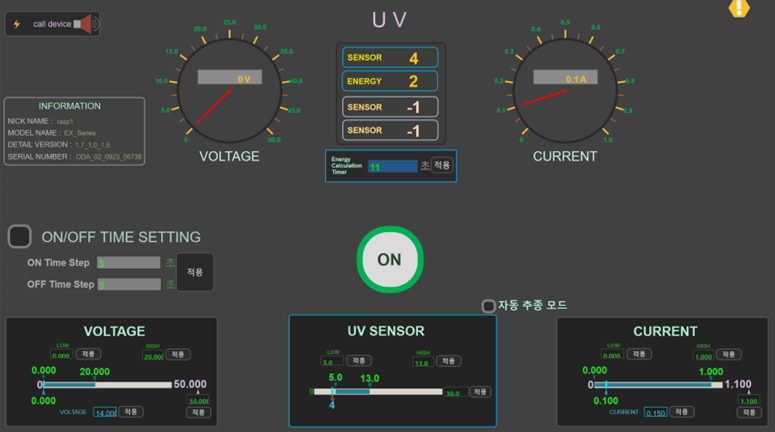 call device
U V
25.0
20.0
30.0
15.0
35.0
10.0
40.0
5.0
45.0
0
50.0
0 V
VOLTAGE
SENSOR 4
ENERGY 2
SENSOR -1
SENSOR -1
Energy
Calculation
Timer
11 초 적용
0.5
0.4
0.6
0.3
0.7
0.2
0.8
0.1
0.9
0
1.0
0.1 A
CURRENT
INFORMATION
NICK NAME : rasp1
MODEL NAME : EX_Series
DETAIL VERSION : 1.7_1.0_1.5
SERIAL NUMBER : ODA_02_0923_06736
ON/OFF TIME SETTING
ON Time Step 5 초
OFF Time Step 5 초
적용
ON
자동 추종 모드
VOLTAGE
LOW HIGH
0.000 적용 20.000 적용
0.000 20.000
0 50.000
0.000 50.000
VOLTAGE 14.000 적용 적용
UV SENSOR
LOW HIGH
5.0 적용 13.0 적용
5.0 13.0
0 30.0 적용
4
CURRENT
LOW HIGH
0.000 적용 1.000 적용
0.000 1.000
0 1.100
0.100 1.100
CURRENT 0.150 적용 적용